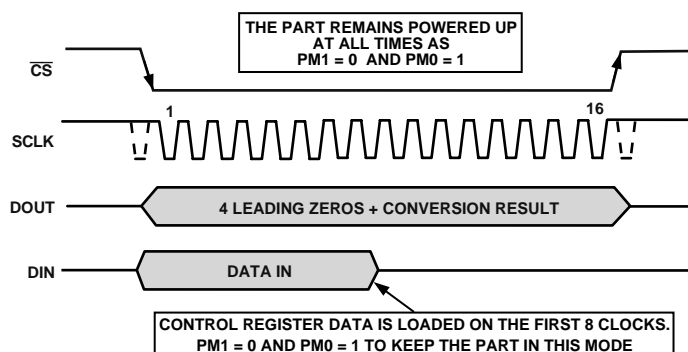 THE PART REMAINS POWERED UP
AT ALL TIMES AS
PM1 = 0 AND PM0 = 1
CS
1
16
SCLK
DOUT
4 LEADING ZEROS + CONVERSION RESULT
DIN
DATA IN
CONTROL REGISTER DATA IS LOADED ON THE FIRST 8 CLOCKS.
PM1 = 0 AND PM0 = 1 TO KEEP THE PART IN THIS MODE